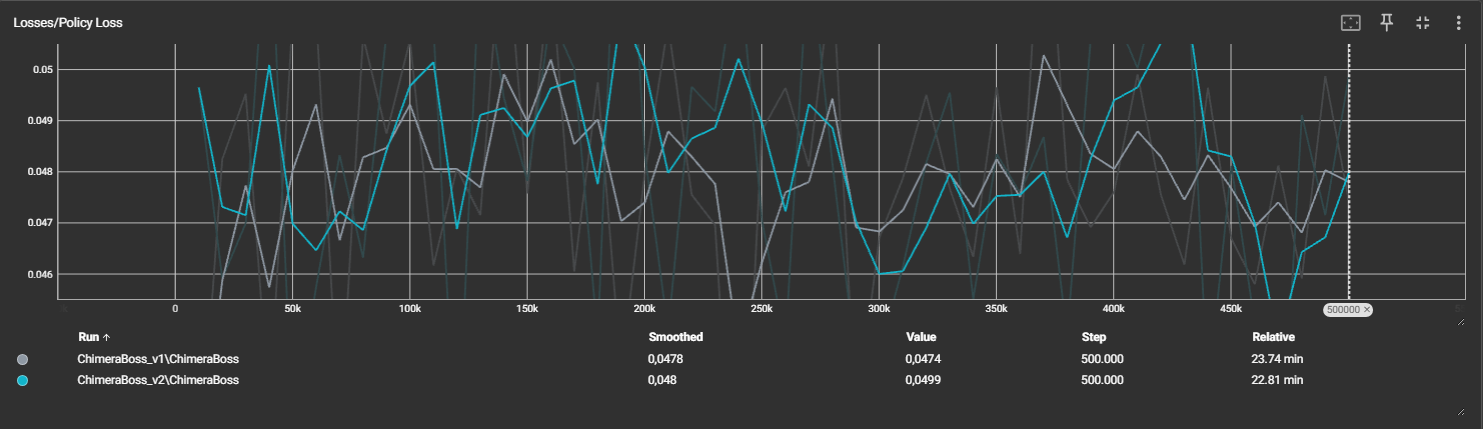 Losses/Policy Loss
0.05
0.049
0.048
0.047
0.046
0 50k 100k 150k 200k 250k 300k 350k 400k 450k 500000 ×
Run ↑ Smoothed Value Step Relative
ChimeraBoss_v1\ChimeraBoss 0,0478 0,0474 500.000 23.74 min
ChimeraBoss_v2\ChimeraBoss 0,048 0,0499 500.000 22.81 min